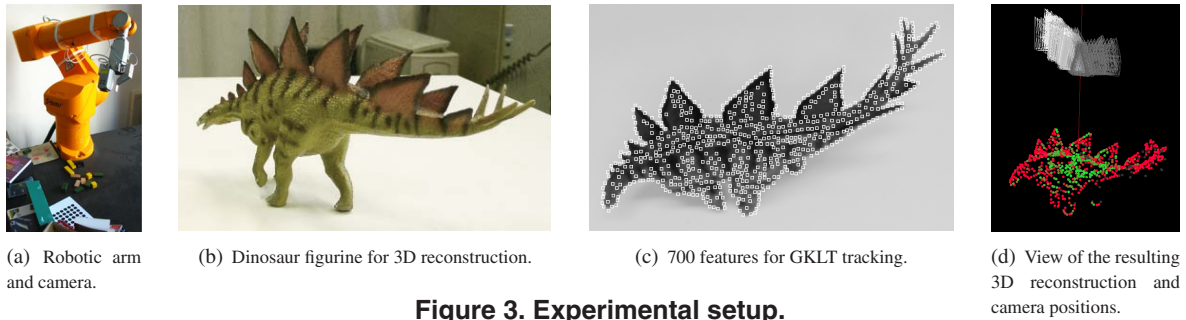 (a) Robotic arm
and camera.
(b) Dinosaur figurine for 3D reconstruction.
(c) 700 features for GKLT tracking.
(d) View of the resulting
3D reconstruction and
camera positions.
Figure 3. Experimental setup.